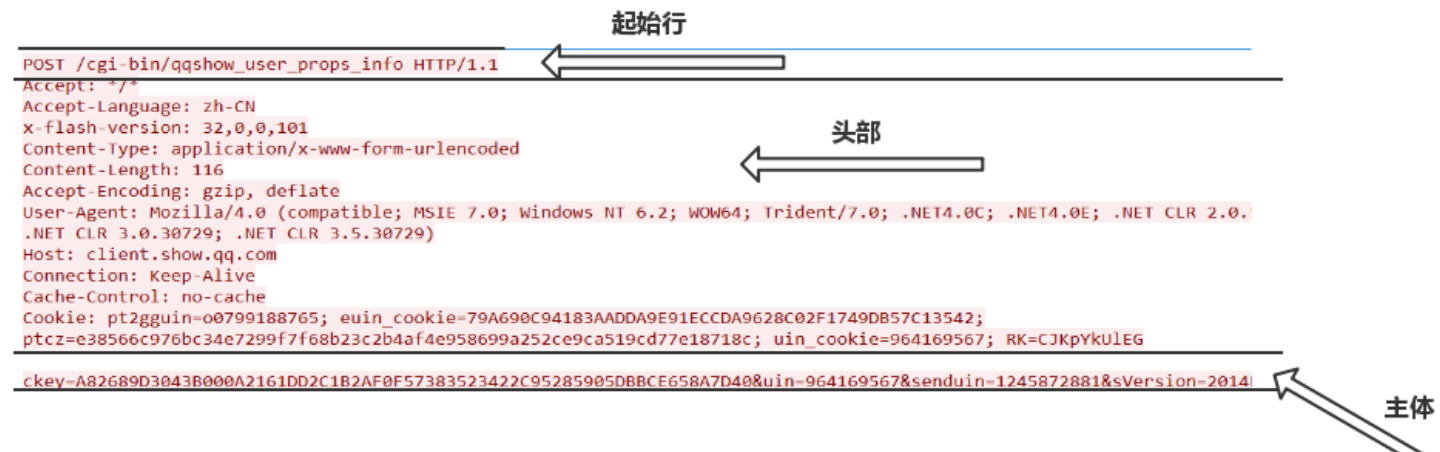 起始行
POST /cgi-bin/qqshow_user_props_info HTTP/1.1
Accept: */*
Accept-Language: zh-CN
x-flash-version: 32,0,0,101
头部
Content-Type: application/x-www-form-urlencoded
Content-Length: 116
Accept-Encoding: gzip, deflate
User-Agent: Mozilla/4.0 (compatible; MSIE 7.0; Windows NT 6.2; WOW64; Trident/7.0; .NET4.0C; .NET4.0E; .NET CLR 2.0.
.NET CLR 3.0.30729; .NET CLR 3.5.30729)
Host: client.show.qq.com
Connection: Keep-Alive
Cache-Control: no-cache
Cookie: pt2gguin=o0799188765; euin_cookie=79A690C94183AADDA9E91ECCDA9628C02F1749DB57C13542;
ptcz=e38566c976bc34e7299f7f68b23c2b4af4e958699a252ce9ca519cd77e18718c; uin_cookie=964169567; RK=CJKpYkUlEG
ckey=A82689D3043B000A2161DD2C1B2AF0F57383523422C95285905DBBCE658A7D40&uin=964169567&senduin=1245872881&sVersion=2014
主体